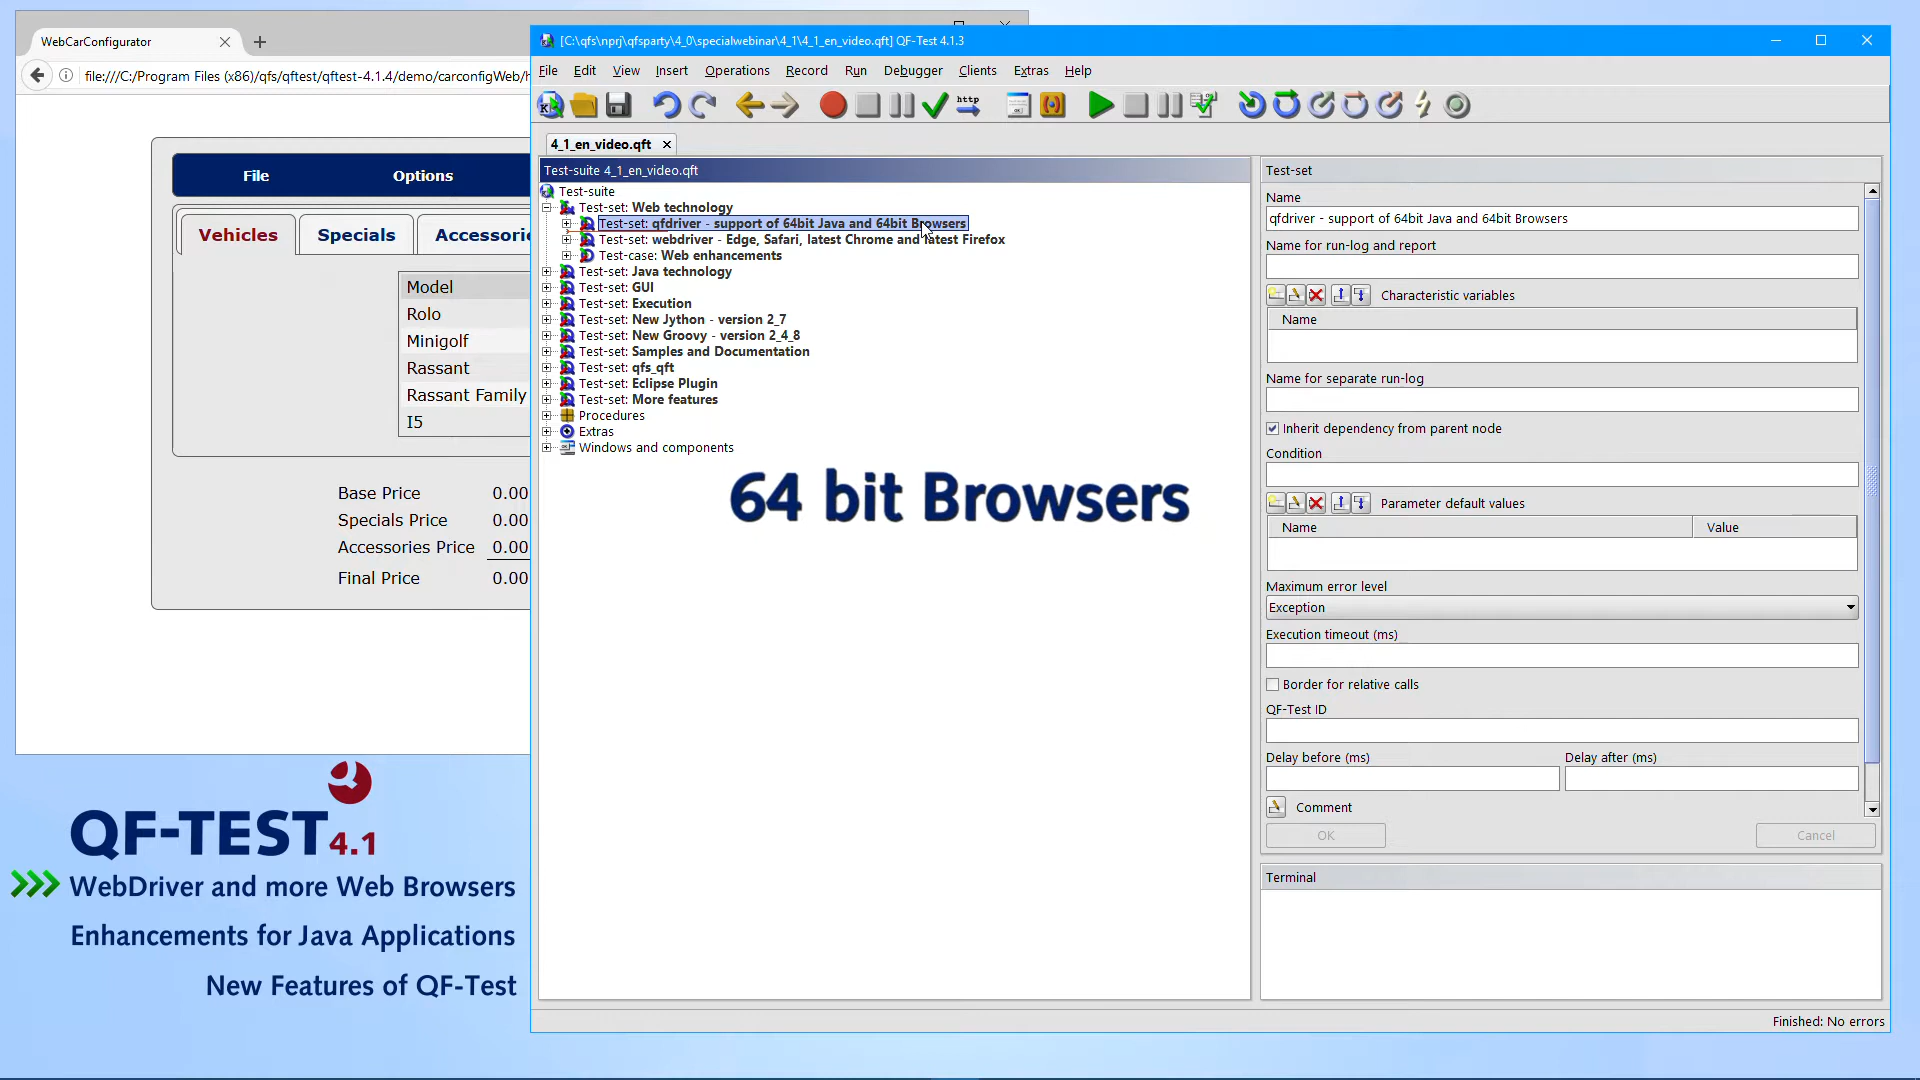 WebCarConfigurator
file:///C:/Program Files (x86)/qfs/qftest/qftest-4.1.4/demo/carconfigWeb/h
File
Options
Vehicles
Specials
Accessorie
Model
Rolo
Minigolf
Rassant
Rassant Family
I5
Base Price 0.00
Specials Price 0.00
Accessories Price 0.00
Final Price 0.00
QF-TEST 4.1
WebDriver and more Web Browsers
Enhancements for Java Applications
New Features of QF-Test
[C:\qfs\nprj\qfsparty\4_0\specialwebinar\4_1\4_1_en_video.qft] QF-Test 4.1.3
File Edit View Insert Operations Record Run Debugger Clients Extras Help
http
4_1_en_video.qft
Test-suite 4_1_en_video.qft
Test-suite
Test-set: Web technology
Test-set: qfdriver - support of 64bit Java and 64bit Browsers
Test-set: webdriver - Edge, Safari, latest Chrome and latest Firefox
Test-case: Web enhancements
Test-set: Java technology
Test-set: GUI
Test-set: Execution
Test-set: New Jython - version 2_7
Test-set: New Groovy - version 2_4_8
Test-set: Samples and Documentation
Test-set: qfs_qft
Test-set: Eclipse Plugin
Test-set: More features
Procedures
Extras
Windows and components
64 bit Browsers
Test-set
Name
qfdriver - support of 64bit Java and 64bit Browsers
Name for run-log and report
Characteristic variables
Name
Name for separate run-log
Inherit dependency from parent node
Condition
Parameter default values
Name Value
Maximum error level
Exception
Execution timeout (ms)
Border for relative calls
QF-Test ID
Delay before (ms) Delay after (ms)
Comment
OK Cancel
Terminal
Finished: No errors